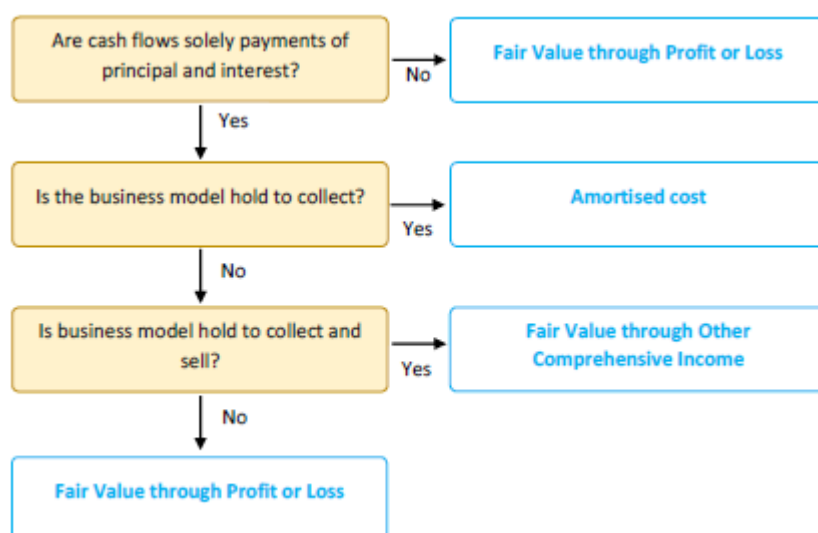 Are cash flows solely payments of
principal and interest?
No
Fair Value through Profit or Loss
Yes
Is the business model hold to collect?
Yes
Amortised cost
No
Is business model hold to collect and
sell?
Yes
Fair Value through Other
Comprehensive Income
No
Fair Value through Profit or Loss